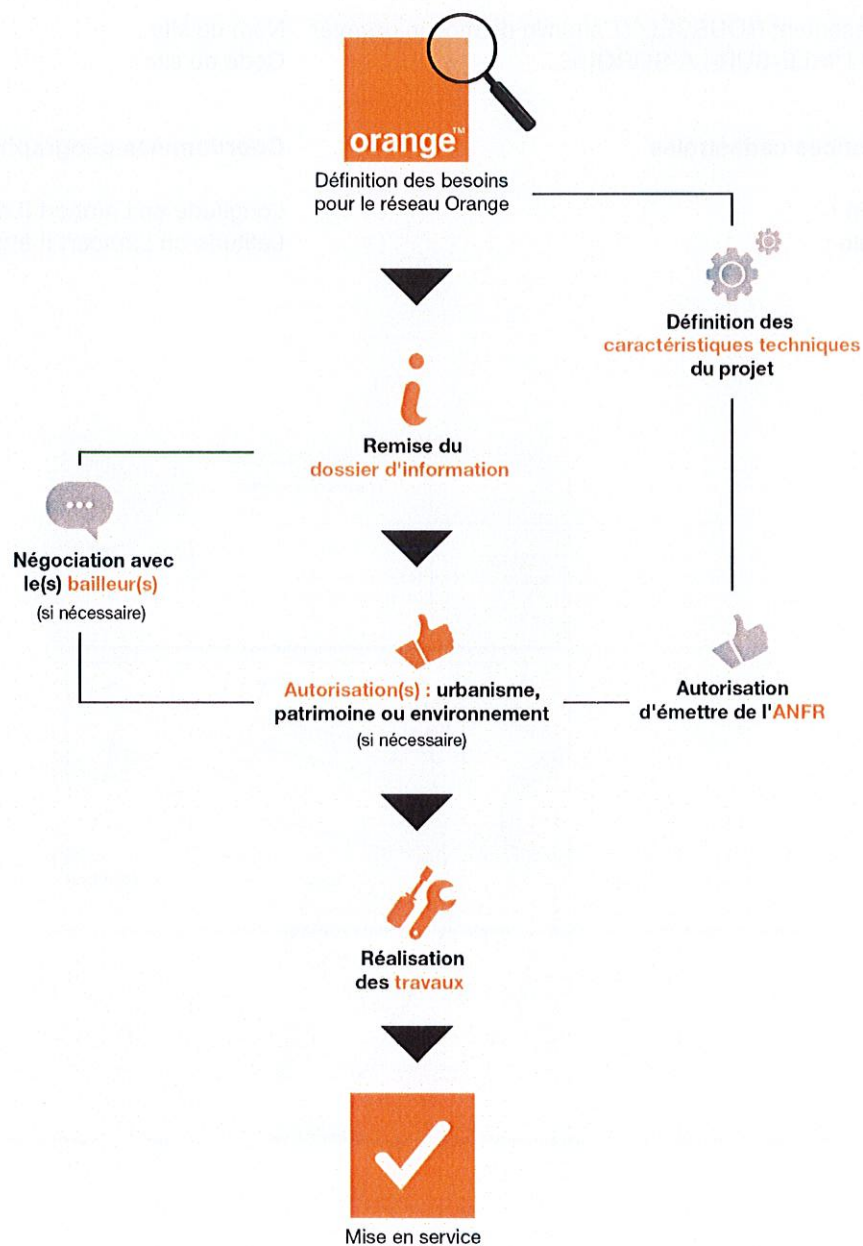 orange™
Définition des besoins
pour le réseau Orange
Définition des
caractéristiques techniques
du projet
Remise du
dossier d'information
Négociation avec
le(s) bailleur(s)
(si nécessaire)
Autorisation(s) : urbanisme,
patrimoine ou environnement
(si nécessaire)
Autorisation
d'émettre de l'ANFR
Réalisation
des travaux
Mise en service